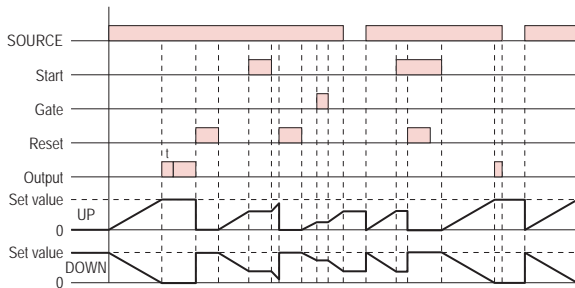 SOURCE
Start
Gate
Reset
t
Output
Set value
UP
0
Set value
DOWN
0